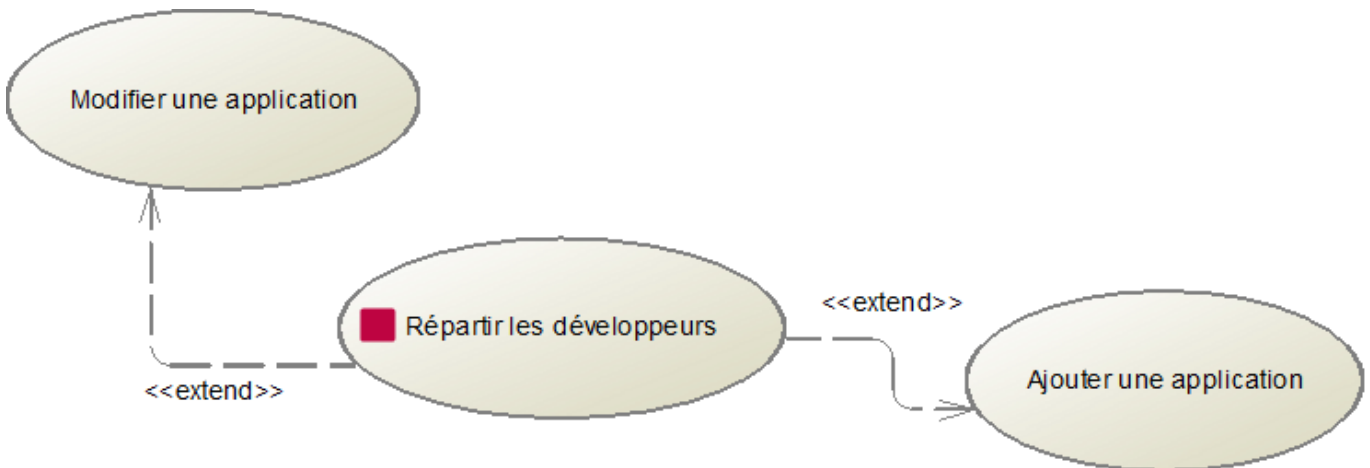 Modifier une application
<<extend>>
Répartir les développeurs
<<extend>>
Ajouter une application